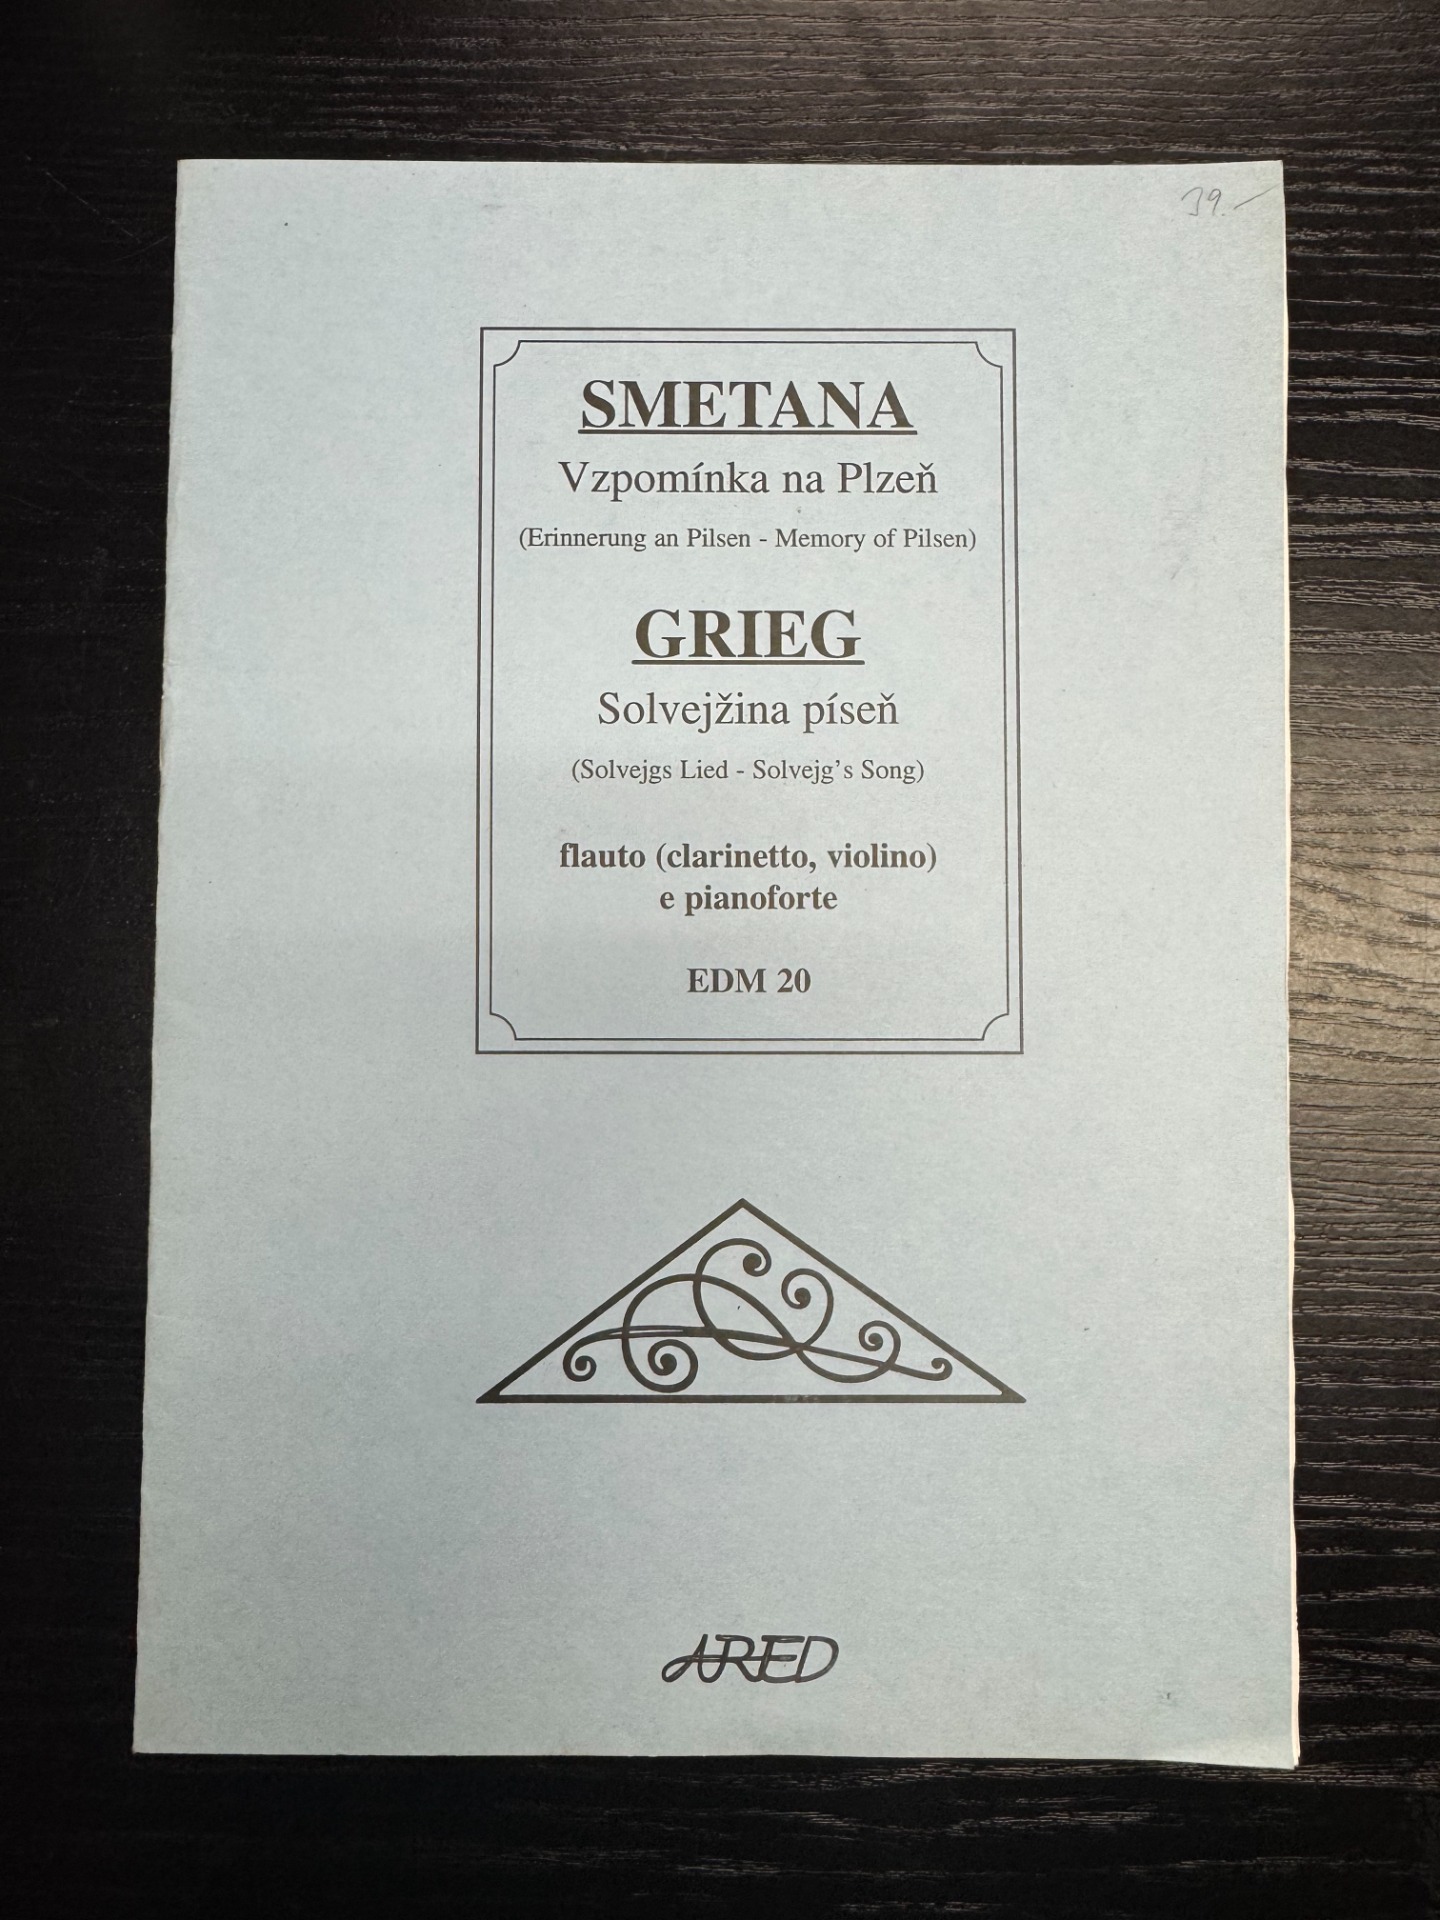 39.-
SMETANA
Vzpomínka na Plzeň
(Erinnerung an Pilsen - Memory of Pilsen)
GRIEG
Solvejžina píseň
(Solvejgs Lied - Solvejg's Song)
flauto (clarinetto, violino)
e pianoforte
EDM 20
ARED